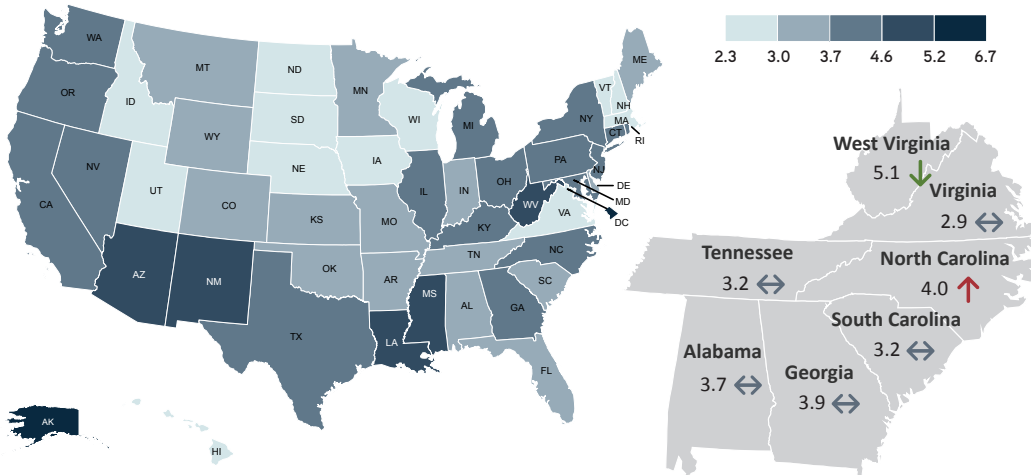 2.3 3.0 3.7 4.6 5.2 6.7
WA
MT
ND
MN
ME
OR
ID
SD
WI
MI
NY
VT
NH
MA
CT
RI
WY
NE
IA
PA
NJ
NV
UT
CO
KS
MO
IL
IN
OH
WV
VA
DE
MD
DC
CA
KY
AZ
NM
OK
AR
TN
NC
SC
TX
LA
MS
AL
GA
FL
AK
HI
West Virginia
5.1
Virginia
2.9
Tennessee
3.2
North Carolina
4.0
South Carolina
3.2
Alabama
3.7
Georgia
3.9